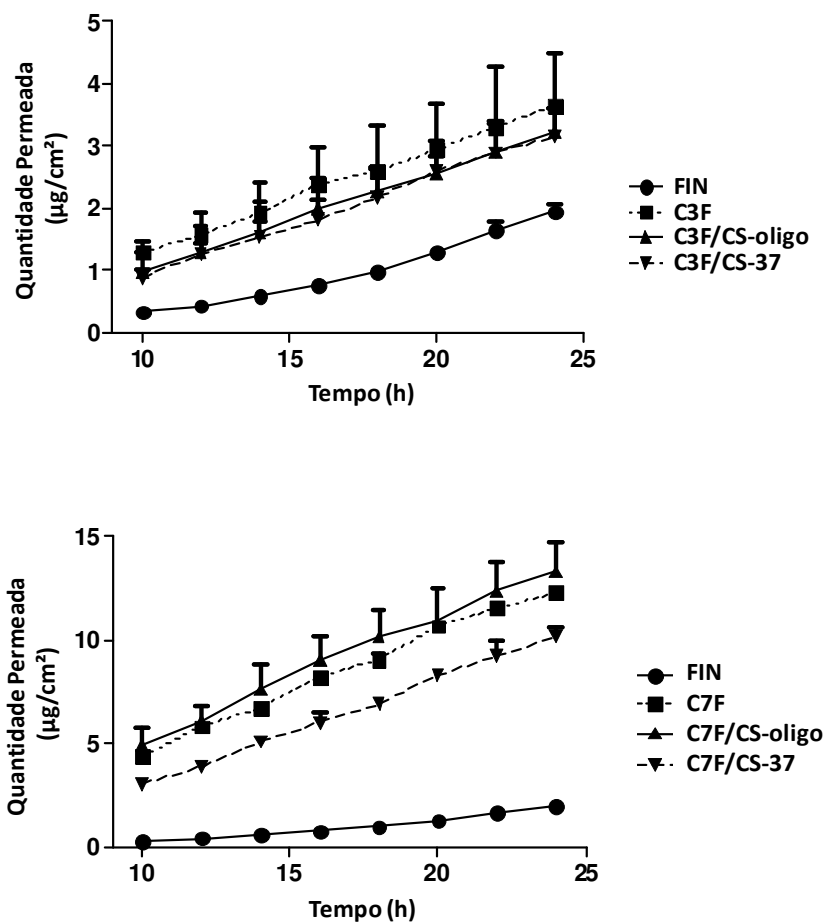 5
4
3
2
1
0
Quantidade Permeada
(µg/cm²)
10
15
20
25
Tempo (h)
FIN
C3F
C3F/CS-oligo
C3F/CS-37
15
10
5
0
Quantidade Permeada
(µg/cm²)
10
15
20
25
Tempo (h)
FIN
C7F
C7F/CS-oligo
C7F/CS-37